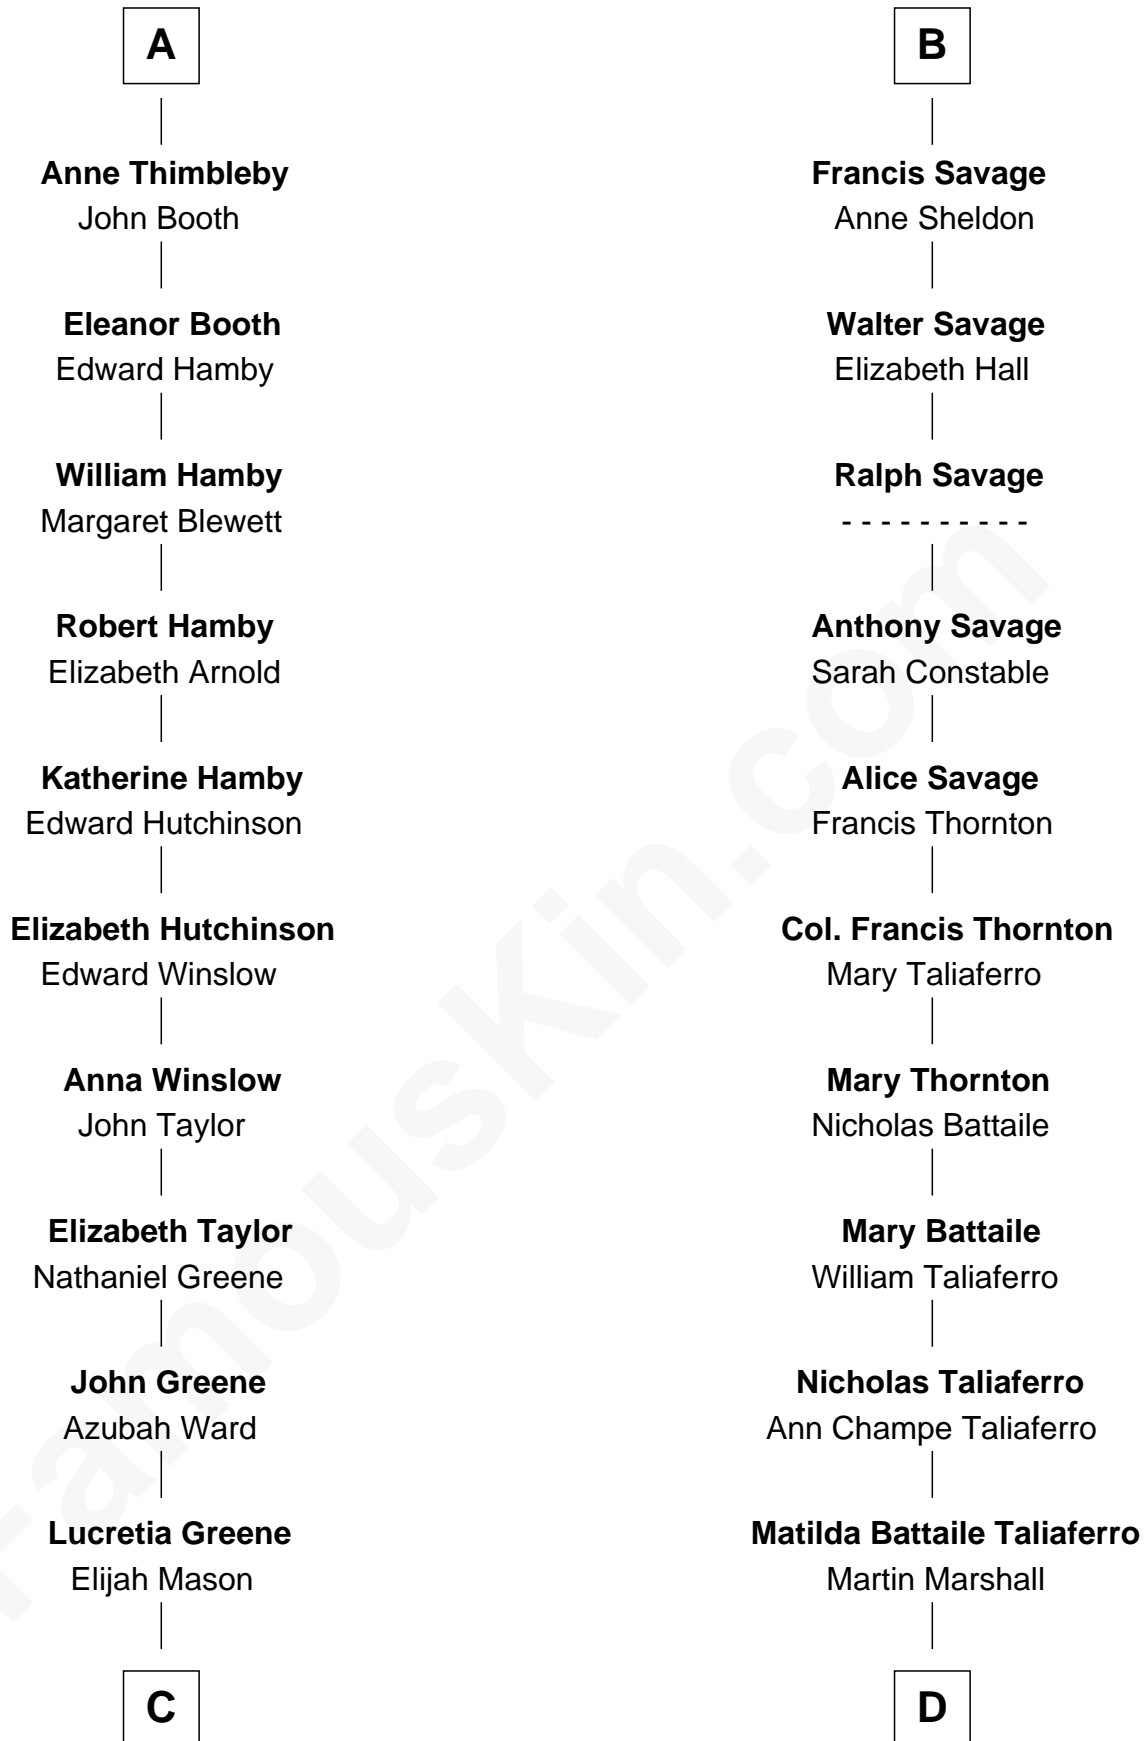 A
Anne Thimbleby
John Booth
Eleanor Booth
Edward Hamby
William Hamby
Margaret Blewett
Robert Hamby
Elizabeth Arnold
Katherine Hamby
Edward Hutchinson
Elizabeth Hutchinson
Edward Winslow
Anna Winslow
John Taylor
Elizabeth Taylor
Nathaniel Greene
John Greene
Azubah Ward
Lucretia Greene
Elijah Mason
C
B
Francis Savage
Anne Sheldon
Walter Savage
Elizabeth Hall
Ralph Savage
- - - - - - - - - -
Anthony Savage
Sarah Constable
Alice Savage
Francis Thornton
Col. Francis Thornton
Mary Taliaferro
Mary Thornton
Nicholas Battaile
Mary Battaile
William Taliaferro
Nicholas Taliaferro
Ann Champe Taliaferro
Matilda Battaile Taliaferro
Martin Marshall
D
FamousKin.com